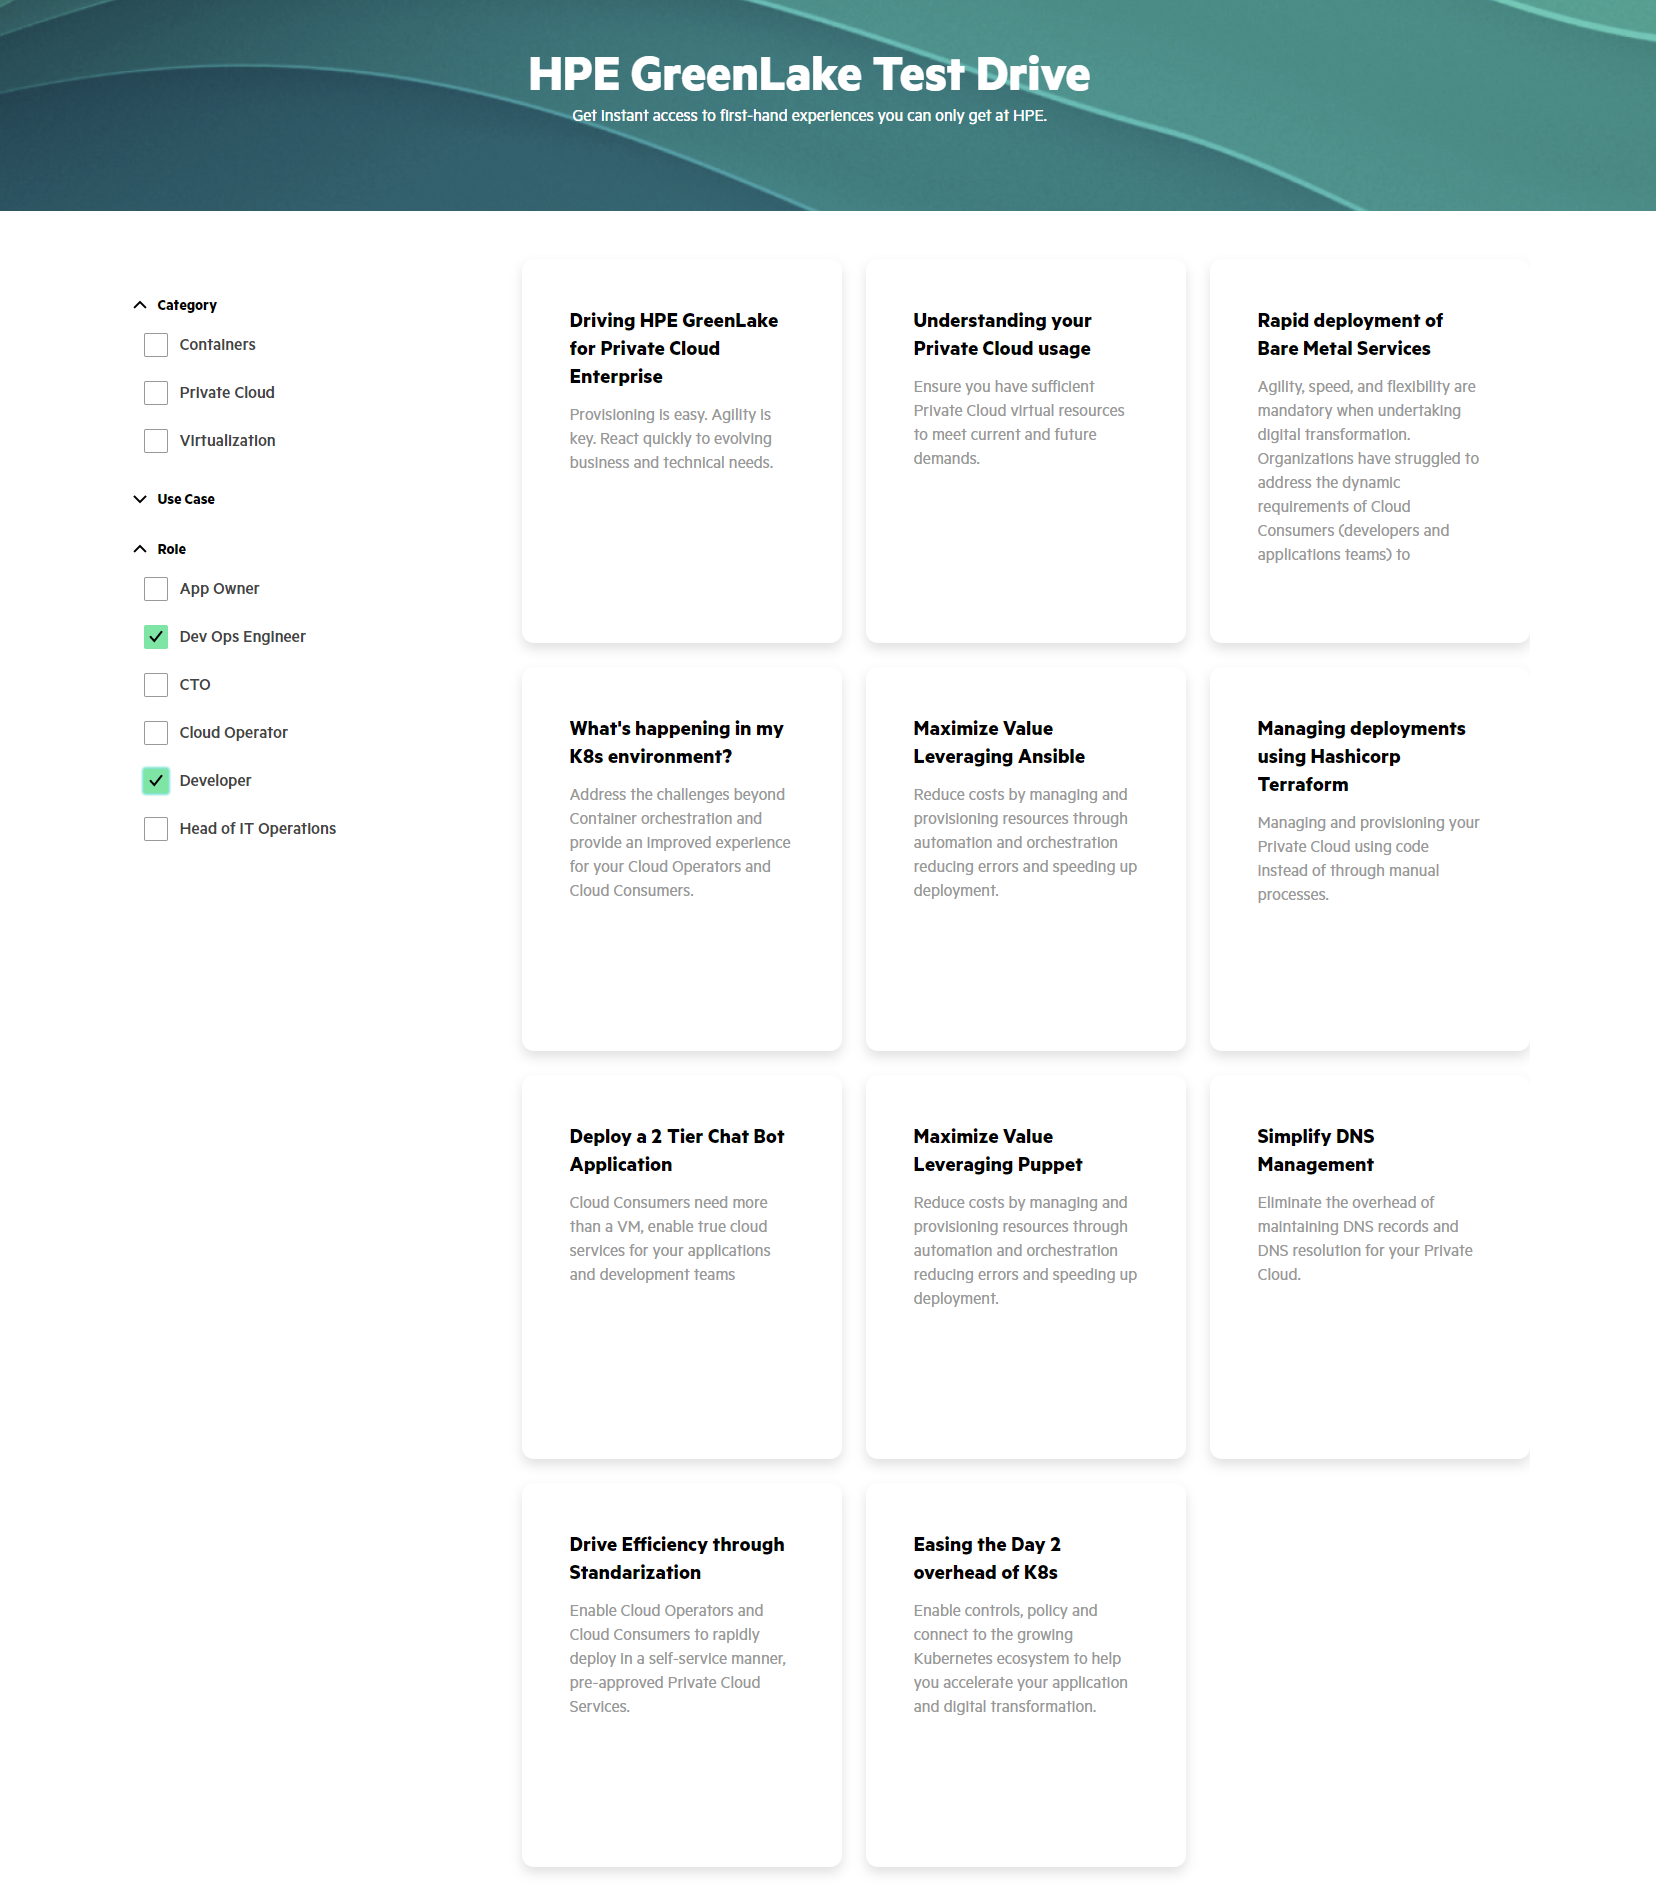 HPE GreenLake Test Drive
Get instant access to first-hand experiences you can only get at HPE.
Category
Containers
Private Cloud
Virtualization
Use Case
Role
App Owner
Dev Ops Engineer
CTO
Cloud Operator
Developer
Head of IT Operations
Driving HPE GreenLake
for Private Cloud
Enterprise
Provisioning is easy. Agility is
key. React quickly to evolving
business and technical needs.
Understanding your
Private Cloud usage
Ensure you have sufficient
Private Cloud virtual resources
to meet current and future
demands.
Rapid deployment of
Bare Metal Services
Agility, speed, and flexibility are
mandatory when undertaking
digital transformation.
Organizations have struggled to
address the dynamic
requirements of Cloud
Consumers (developers and
applications teams) to
What's happening in my
K8s environment?
Address the challenges beyond
Container orchestration and
provide an improved experience
for your Cloud Operators and
Cloud Consumers.
Maximize Value
Leveraging Ansible
Reduce costs by managing and
provisioning resources through
automation and orchestration
reducing errors and speeding up
deployment.
Managing deployments
using Hashicorp
Terraform
Managing and provisioning your
Private Cloud using code
instead of through manual
processes.
Deploy a 2 Tier Chat Bot
Application
Cloud Consumers need more
than a VM, enable true cloud
services for your applications
and development teams
Maximize Value
Leveraging Puppet
Reduce costs by managing and
provisioning resources through
automation and orchestration
reducing errors and speeding up
deployment.
Simplify DNS
Management
Eliminate the overhead of
maintaining DNS records and
DNS resolution for your Private
Cloud.
Drive Efficiency through
Standarization
Enable Cloud Operators and
Cloud Consumers to rapidly
deploy in a self-service manner,
pre-approved Private Cloud
Services.
Easing the Day 2
overhead of K8s
Enable controls, policy and
connect to the growing
Kubernetes ecosystem to help
you accelerate your application
and digital transformation.